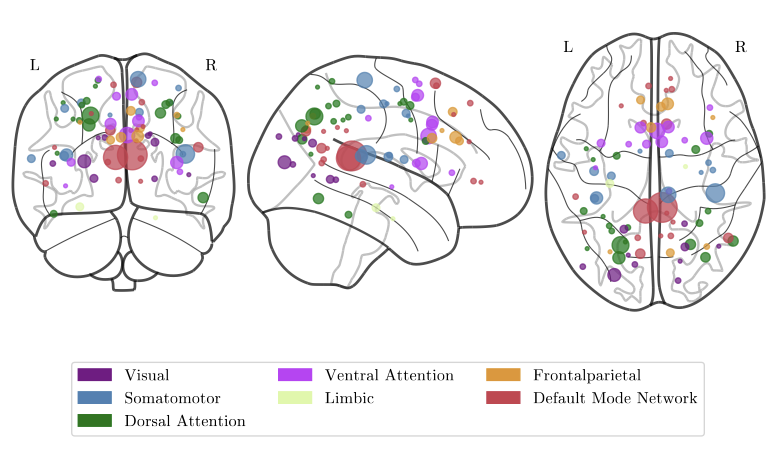 L R L R
Visual Ventral Attention Frontalparietal
Somatomotor Limbic Default Mode Network
Dorsal Attention